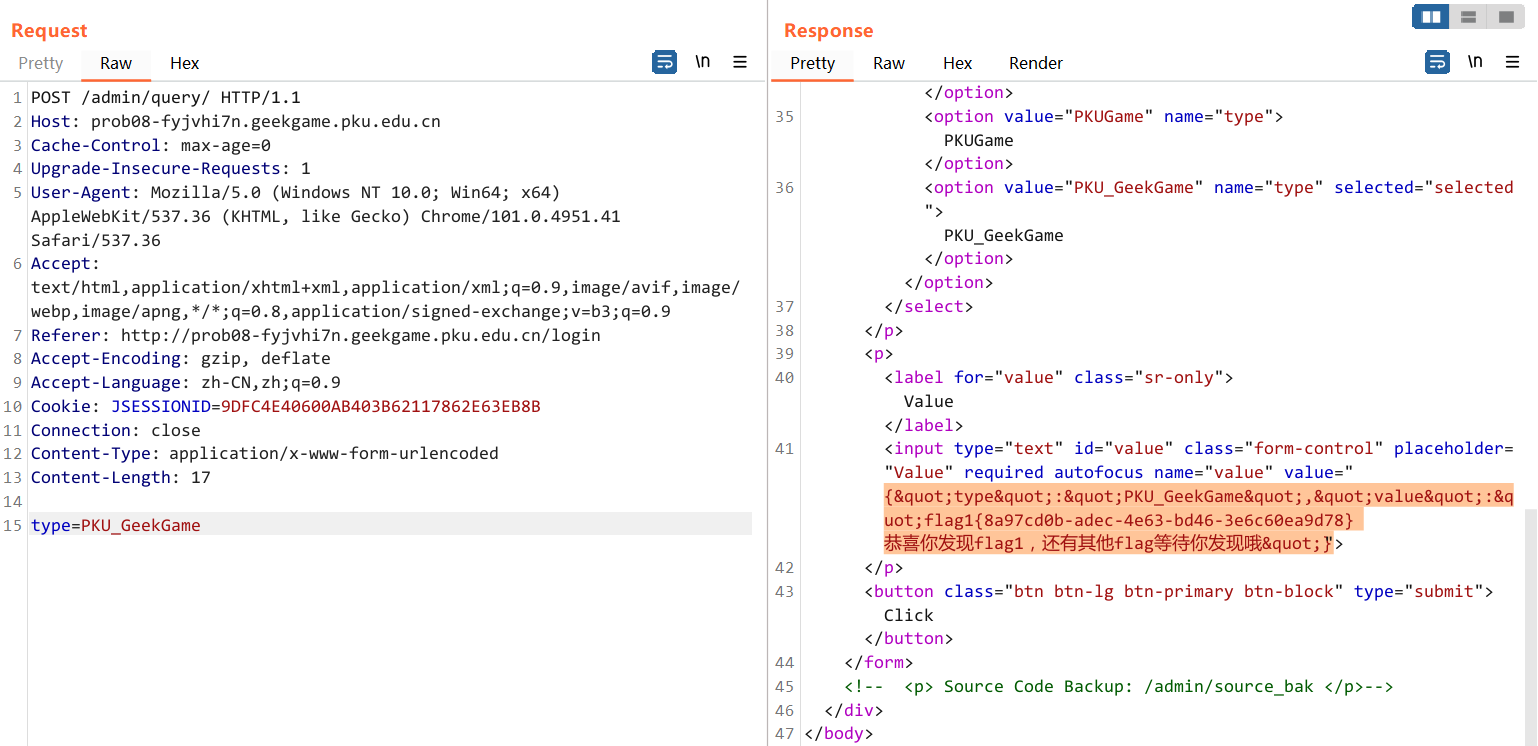 Request
Pretty Raw Hex \n
1 POST /admin/query/ HTTP/1.1
2 Host: prob08-fyjvhi7n.geekgame.pku.edu.cn
3 Cache-Control: max-age=0
4 Upgrade-Insecure-Requests: 1
5 User-Agent: Mozilla/5.0 (Windows NT 10.0; Win64; x64)
AppleWebKit/537.36 (KHTML, like Gecko) Chrome/101.0.4951.41
Safari/537.36
6 Accept:
text/html,application/xhtml+xml,application/xml;q=0.9,image/avif,image/
webp,image/apng,*/*;q=0.8,application/signed-exchange;v=b3;q=0.9
7 Referer: http://prob08-fyjvhi7n.geekgame.pku.edu.cn/login
8 Accept-Encoding: gzip, deflate
9 Accept-Language: zh-CN,zh;q=0.9
10 Cookie: JSESSIONID=9DFC4E40600AB403B62117862E63EB8B
11 Connection: close
12 Content-Type: application/x-www-form-urlencoded
13 Content-Length: 17
14
15 type=PKU_GeekGame
Response
Pretty Raw Hex Render \n
</option>
35 <option value="PKUGame" name="type">
PKUGame
</option>
36 <option value="PKU_GeekGame" name="type" selected="selected
">
PKU_GeekGame
</option>
</option>
37 </select>
38 </p>
39 <p>
40 <label for="value" class="sr-only">
Value
</label>
41 <input type="text" id="value" class="form-control" placeholder=
"Value" required autofocus name="value" value="
{&quot;type&quot;:&quot;PKU_GeekGame&quot;,&quot;value&quot;:&q
uot;flag1{8a97cd0b-adec-4e63-bd46-3e6c60ea9d78}
恭喜你发现flag1，还有其他flag等待你发现哦&quot;}">
42 </p>
43 <button class="btn btn-lg btn-primary btn-block" type="submit">
Click
</button>
44 </form>
45 <!-- <p> Source Code Backup: /admin/source_bak </p>-->
46 </div>
47 </body>